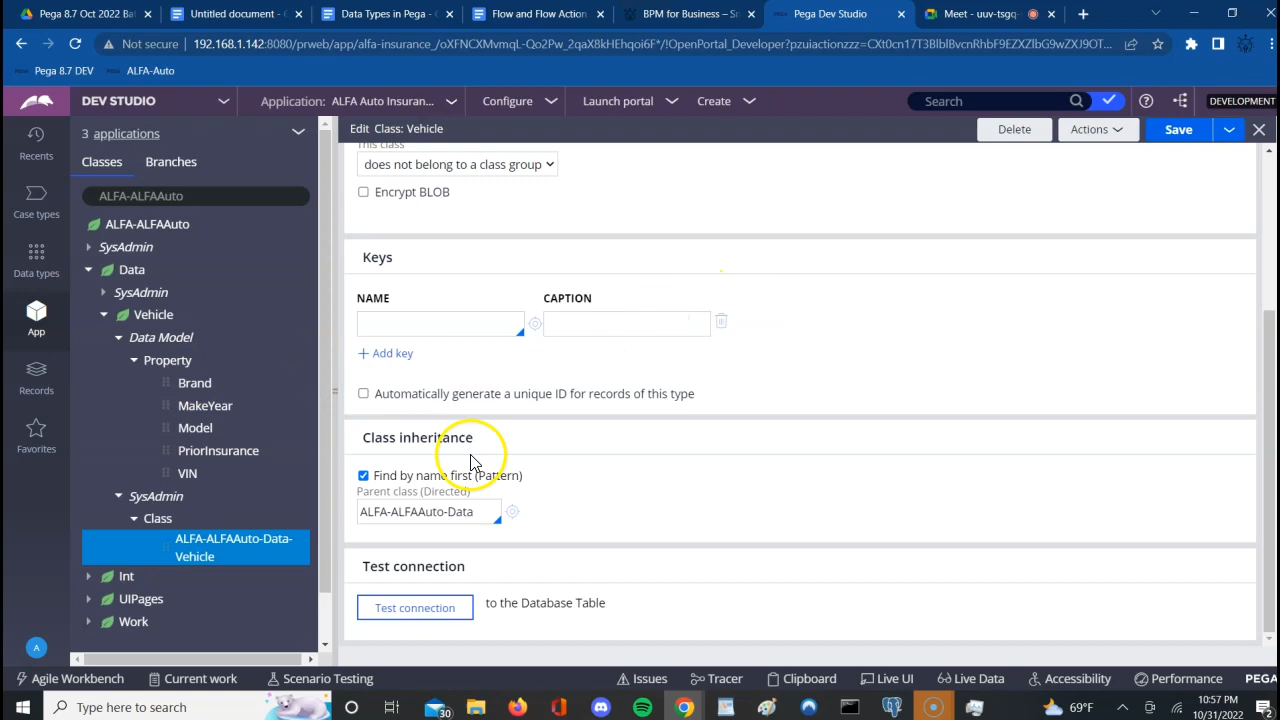 Pega 8.7 Oct 2022 Bat
Untitled document - G
Data Types in Pega - G
Flow and Flow Action
BPM for Business – Sn
Pega Dev Studio
Meet - uuv-tsgq-
Not secure
192.168.1.142:8080/prweb/app/alfa-insurance_/oXFNCXMvmqL-Qo2Pw_2qaX8kHEhqoi6F*/!OpenPortal_Developer?pzuiactionzzz=CXt0cn17T3BlblBvcnRhbF9EZXZlbG9wZXJ9OT...
Pega 8.7 DEV
ALFA-Auto
DEV STUDIO
Application: ALFA Auto Insuran...
Configure
Launch portal
Create
Search
DEVELOPMENT
Recents
Case types
Data types
App
Records
Favorites
A
3 applications
Classes
Branches
ALFA-ALFAAuto
ALFA-ALFAAuto
SysAdmin
Data
SysAdmin
Vehicle
Data Model
Property
Brand
MakeYear
Model
PriorInsurance
VIN
SysAdmin
Class
ALFA-ALFAAuto-Data-
Vehicle
Int
UIPages
Work
Edit Class: Vehicle
Delete
Actions
Save
This class
does not belong to a class group
Encrypt BLOB
Keys
NAME
CAPTION
+ Add key
Automatically generate a unique ID for records of this type
Class inheritance
Find by name first (Pattern)
Parent class (Directed)
ALFA-ALFAAuto-Data
Test connection
Test connection
to the Database Table
Agile Workbench
Current work
Scenario Testing
Issues
Tracer
Clipboard
Live UI
Live Data
Accessibility
Performance
PEGA
Type here to search
30
69°F
10:57 PM
10/31/2022